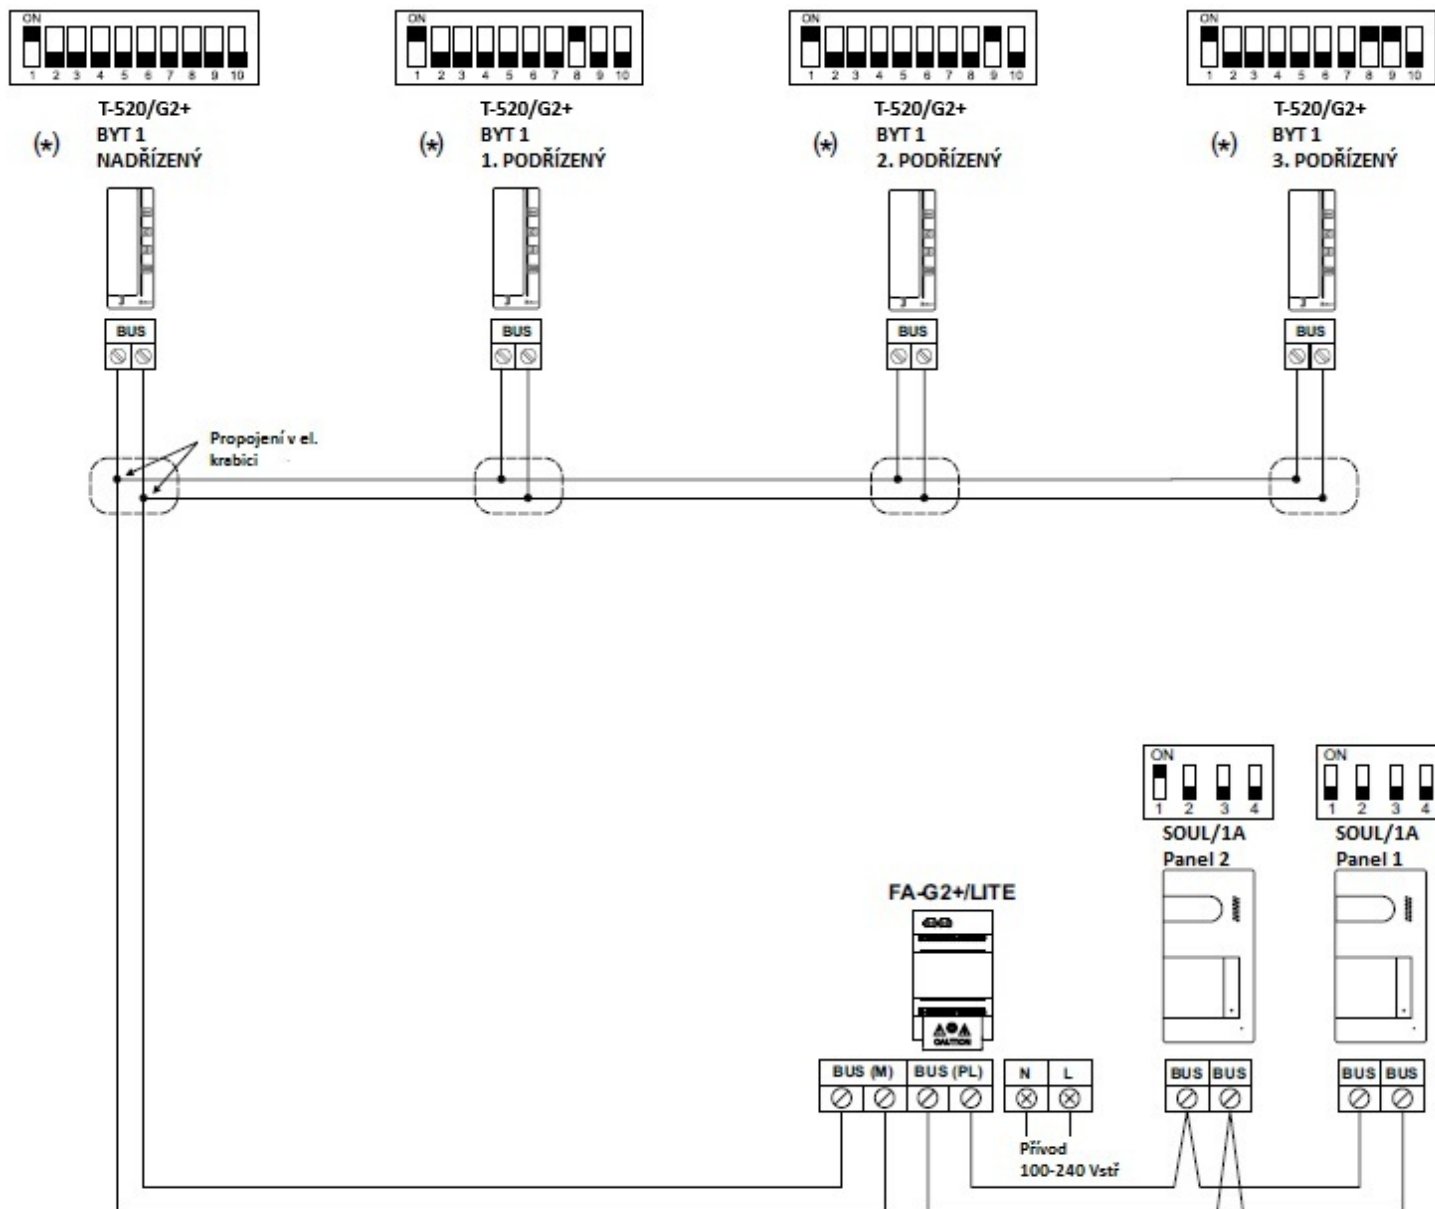 ON ON ON ON
1 2 3 4 5 6 7 8 9 10 1 2 3 4 5 6 7 8 9 10 1 2 3 4 5 6 7 8 9 10 1 2 3 4 5 6 7 8 9 10
T-520/G2+
BYT 1
NADŘÍZENÝ
(*)
T-520/G2+
BYT 1
1. PODŘÍZENÝ
(*)
T-520/G2+
BYT 1
2. PODŘÍZENÝ
(*)
T-520/G2+
BYT 1
3. PODŘÍZENÝ
(*)
BUS BUS BUS BUS
Propojení v el.
krabici
ON
1 2 3 4
SOUL/1A
Panel 2
ON
1 2 3 4
SOUL/1A
Panel 1
FA-G2+/LITE
CAUTION
BUS (M) BUS (PL) N L BUS BUS BUS BUS
Přívod
100-240 Vstř